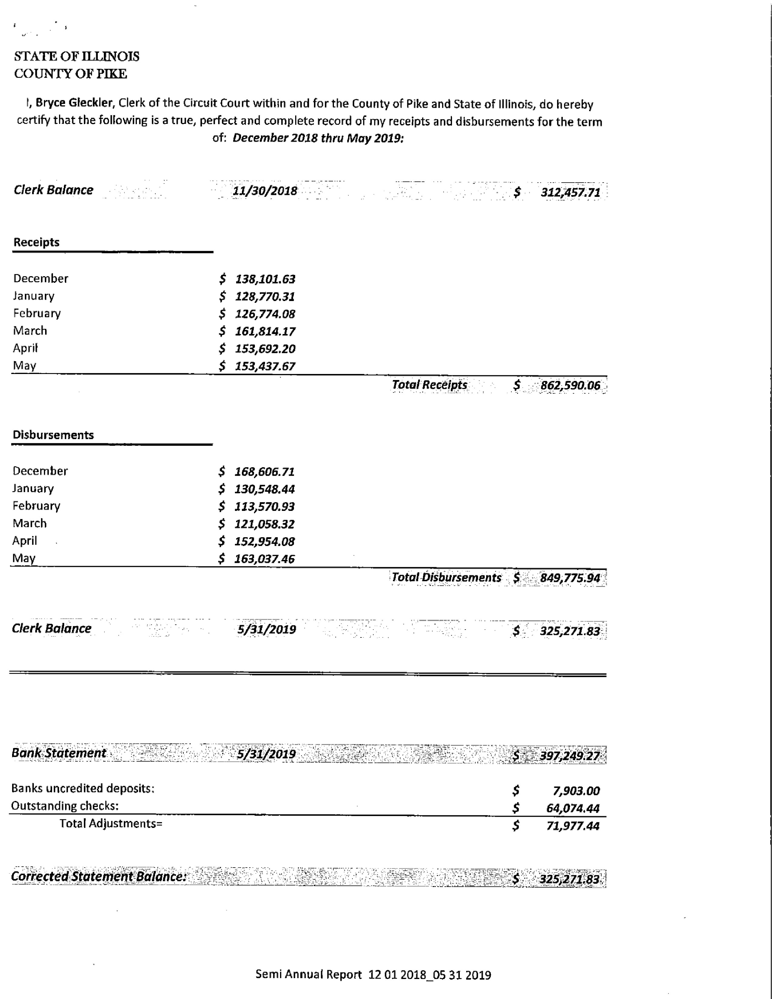 STATE OF ILLINOIS
COUNTY OF PIKE
I, Bryce Gleckler, Clerk of the Circuit Court within and for the County of Pike and State of Illinois, do hereby
certify that the following is a true, perfect and complete record of my receipts and disbursements for the term
of: December 2018 thru May 2019:
Clerk Balance 11/30/2018 $ 312,457.71
Receipts
December $ 138,101.63
January $ 128,770.31
February $ 126,774.08
March $ 161,814.17
April $ 153,692.20
May $ 153,437.67
Total Receipts $ 862,590.06
Disbursements
December $ 168,606.71
January $ 130,548.44
February $ 113,570.93
March $ 121,058.32
April $ 152,954.08
May $ 163,037.46
Total Disbursements $ 849,775.94
Clerk Balance 5/31/2019 $ 325,271.83
Bank Statement 5/31/2019 $ 397,249.27
Banks uncredited deposits: $ 7,903.00
Outstanding checks: $ 64,074.44
Total Adjustments= $ 71,977.44
Corrected Statement Balance: $ 325,271.83
Semi Annual Report 12 01 2018_05 31 2019